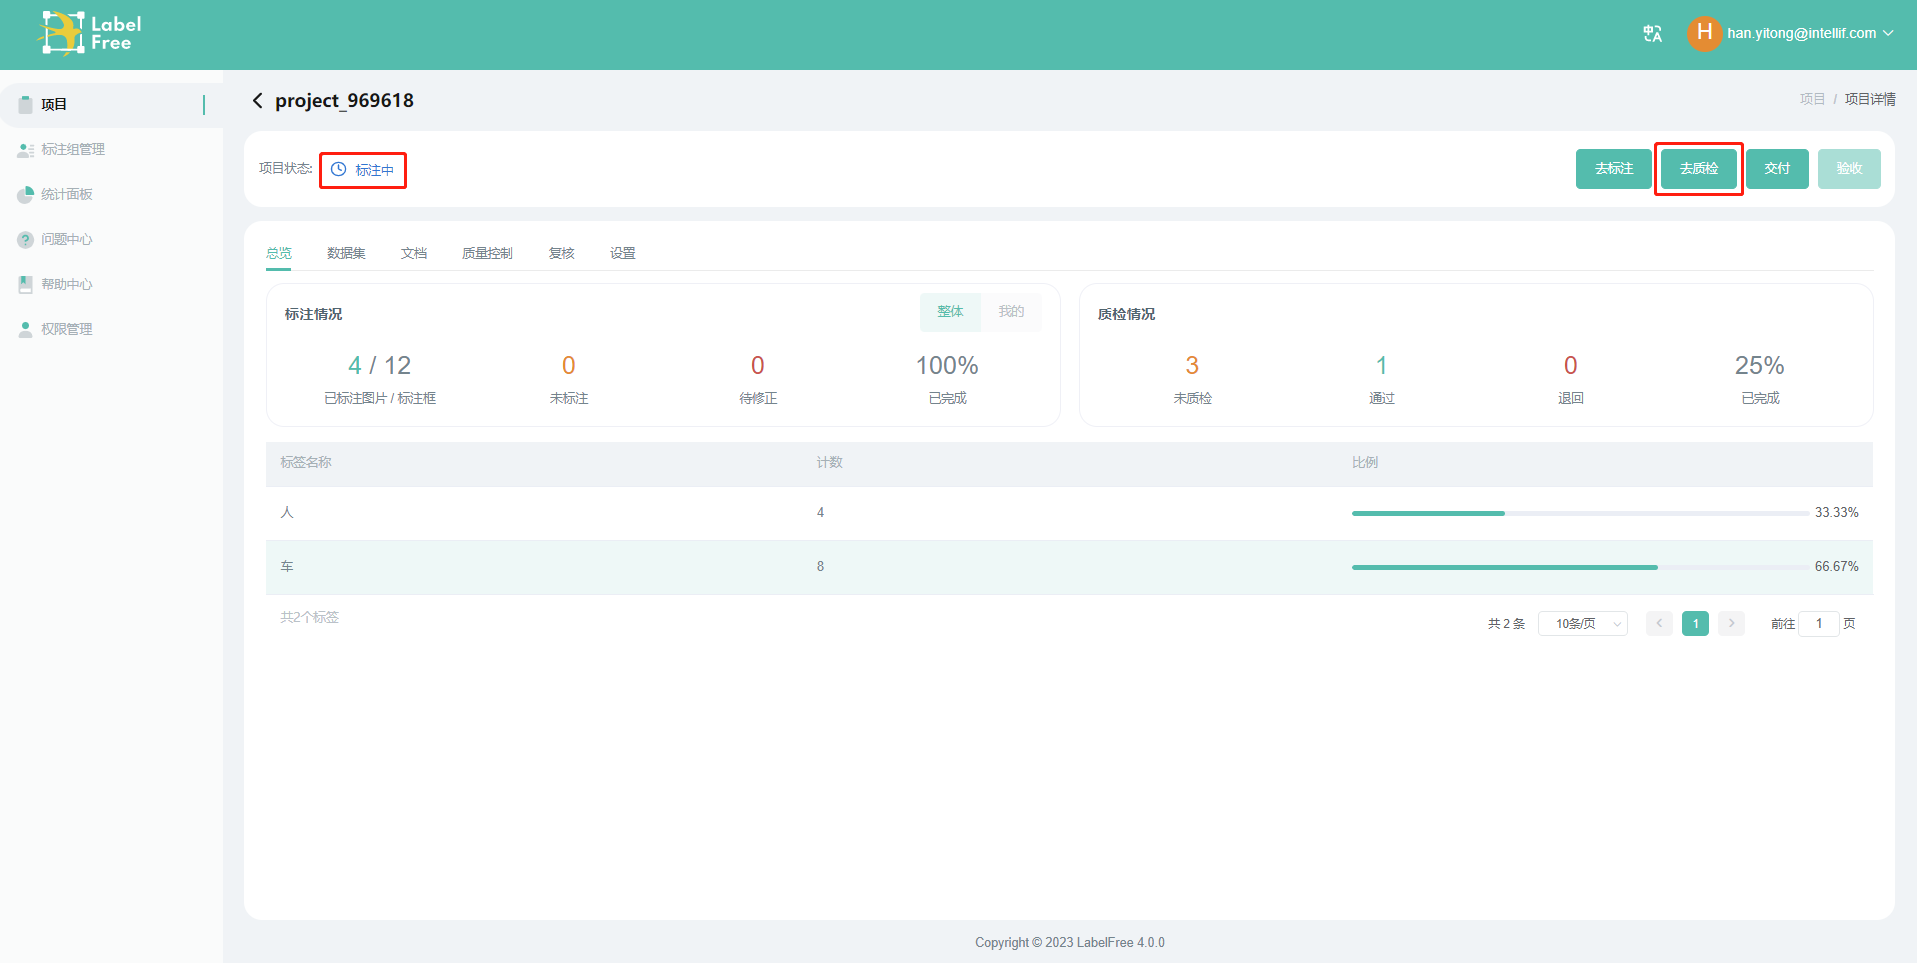 Label
Free
han.yitong@intellif.com
项目
标注组管理
统计面板
问题中心
帮助中心
权限管理
project_969618
项目 / 项目详情
项目状态: 标注中
去标注 去质检 交付 验收
总览 数据集 文档 质量控制 复核 设置
标注情况 整体 我的
4 / 12 0 0 100%
已标注图片 / 标注框 未标注 待修正 已完成
质检情况
3 1 0 25%
未质检 通过 退回 已完成
标签名称 计数 比例
人 4 33.33%
车 8 66.67%
共2个标签
共 2 条 10条/页 1 前往 1 页
Copyright © 2023 LabelFree 4.0.0